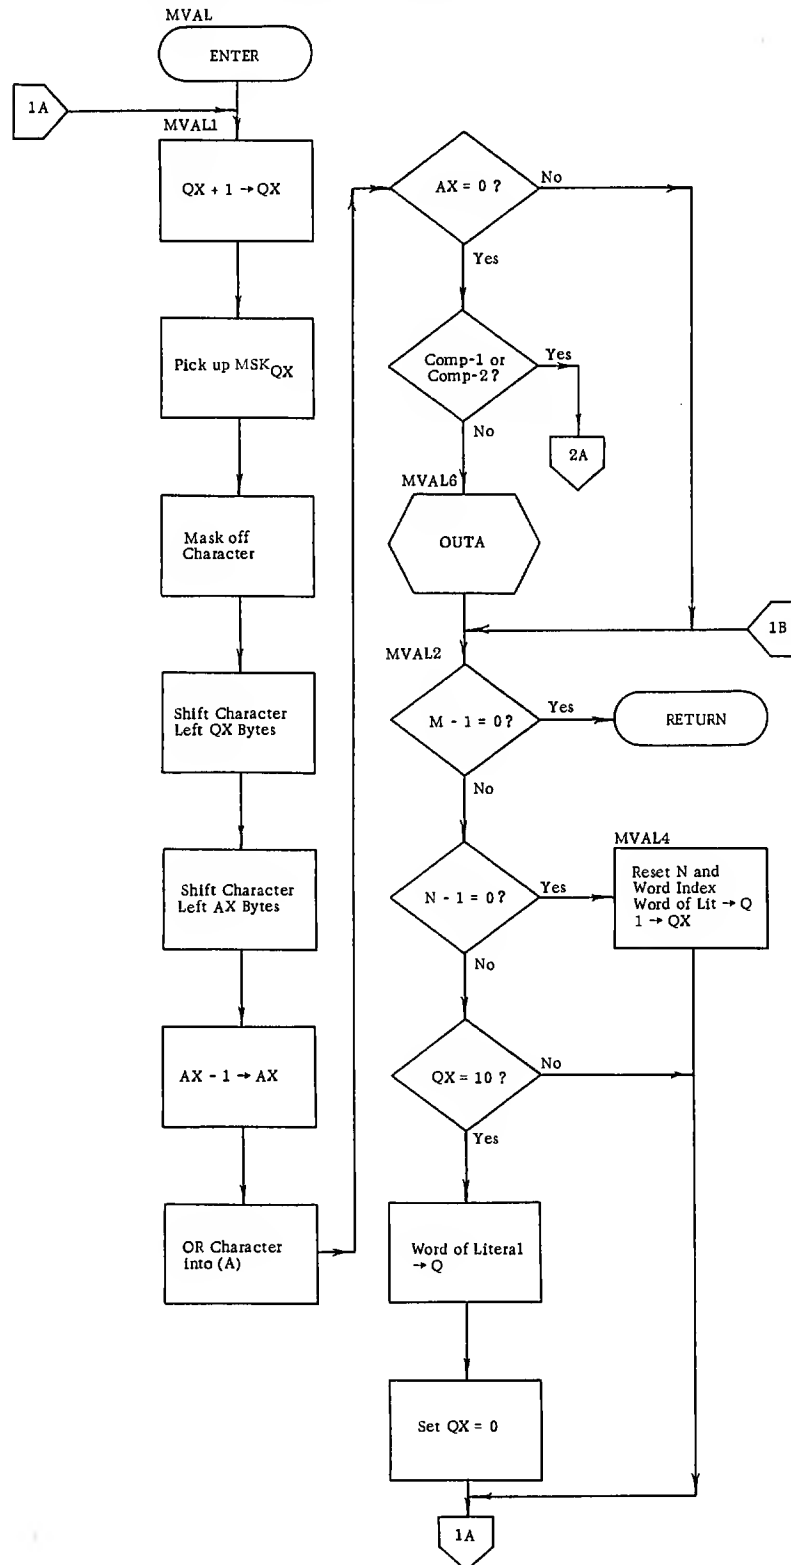 MVAL
ENTER
1A
MVAL1
QX + 1 → QX
Pick up MSK_QX
Mask off
Character
Shift Character
Left QX Bytes
Shift Character
Left AX Bytes
AX - 1 → AX
OR Character
into (A)
AX = 0 ?
No
Yes
Comp-1 or
Comp-2?
Yes
No
2A
MVAL6
OUTA
1B
MVAL2
M - 1 = 0?
Yes
RETURN
No
N - 1 = 0?
Yes
MVAL4
Reset N and
Word Index
Word of Lit → Q
1 → QX
No
QX = 10 ?
No
Yes
Word of Literal
→ Q
Set QX = 0
1A